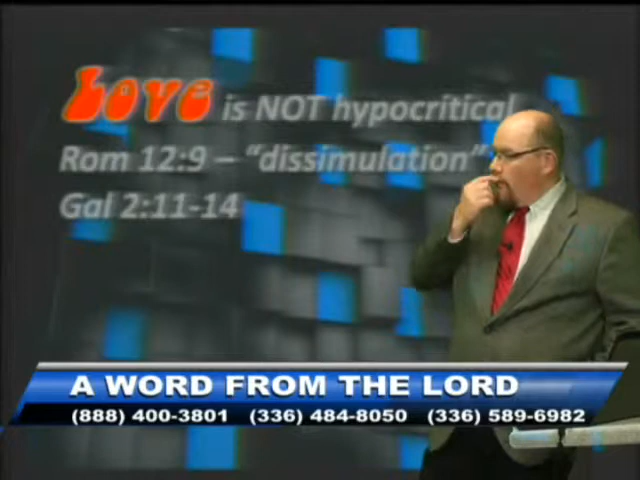 Love is NOT hypocritical
Rom 12:9 – “dissimulation”
Gal 2:11-14
A WORD FROM THE LORD
(888) 400-3801 (336) 484-8050 (336) 589-6982